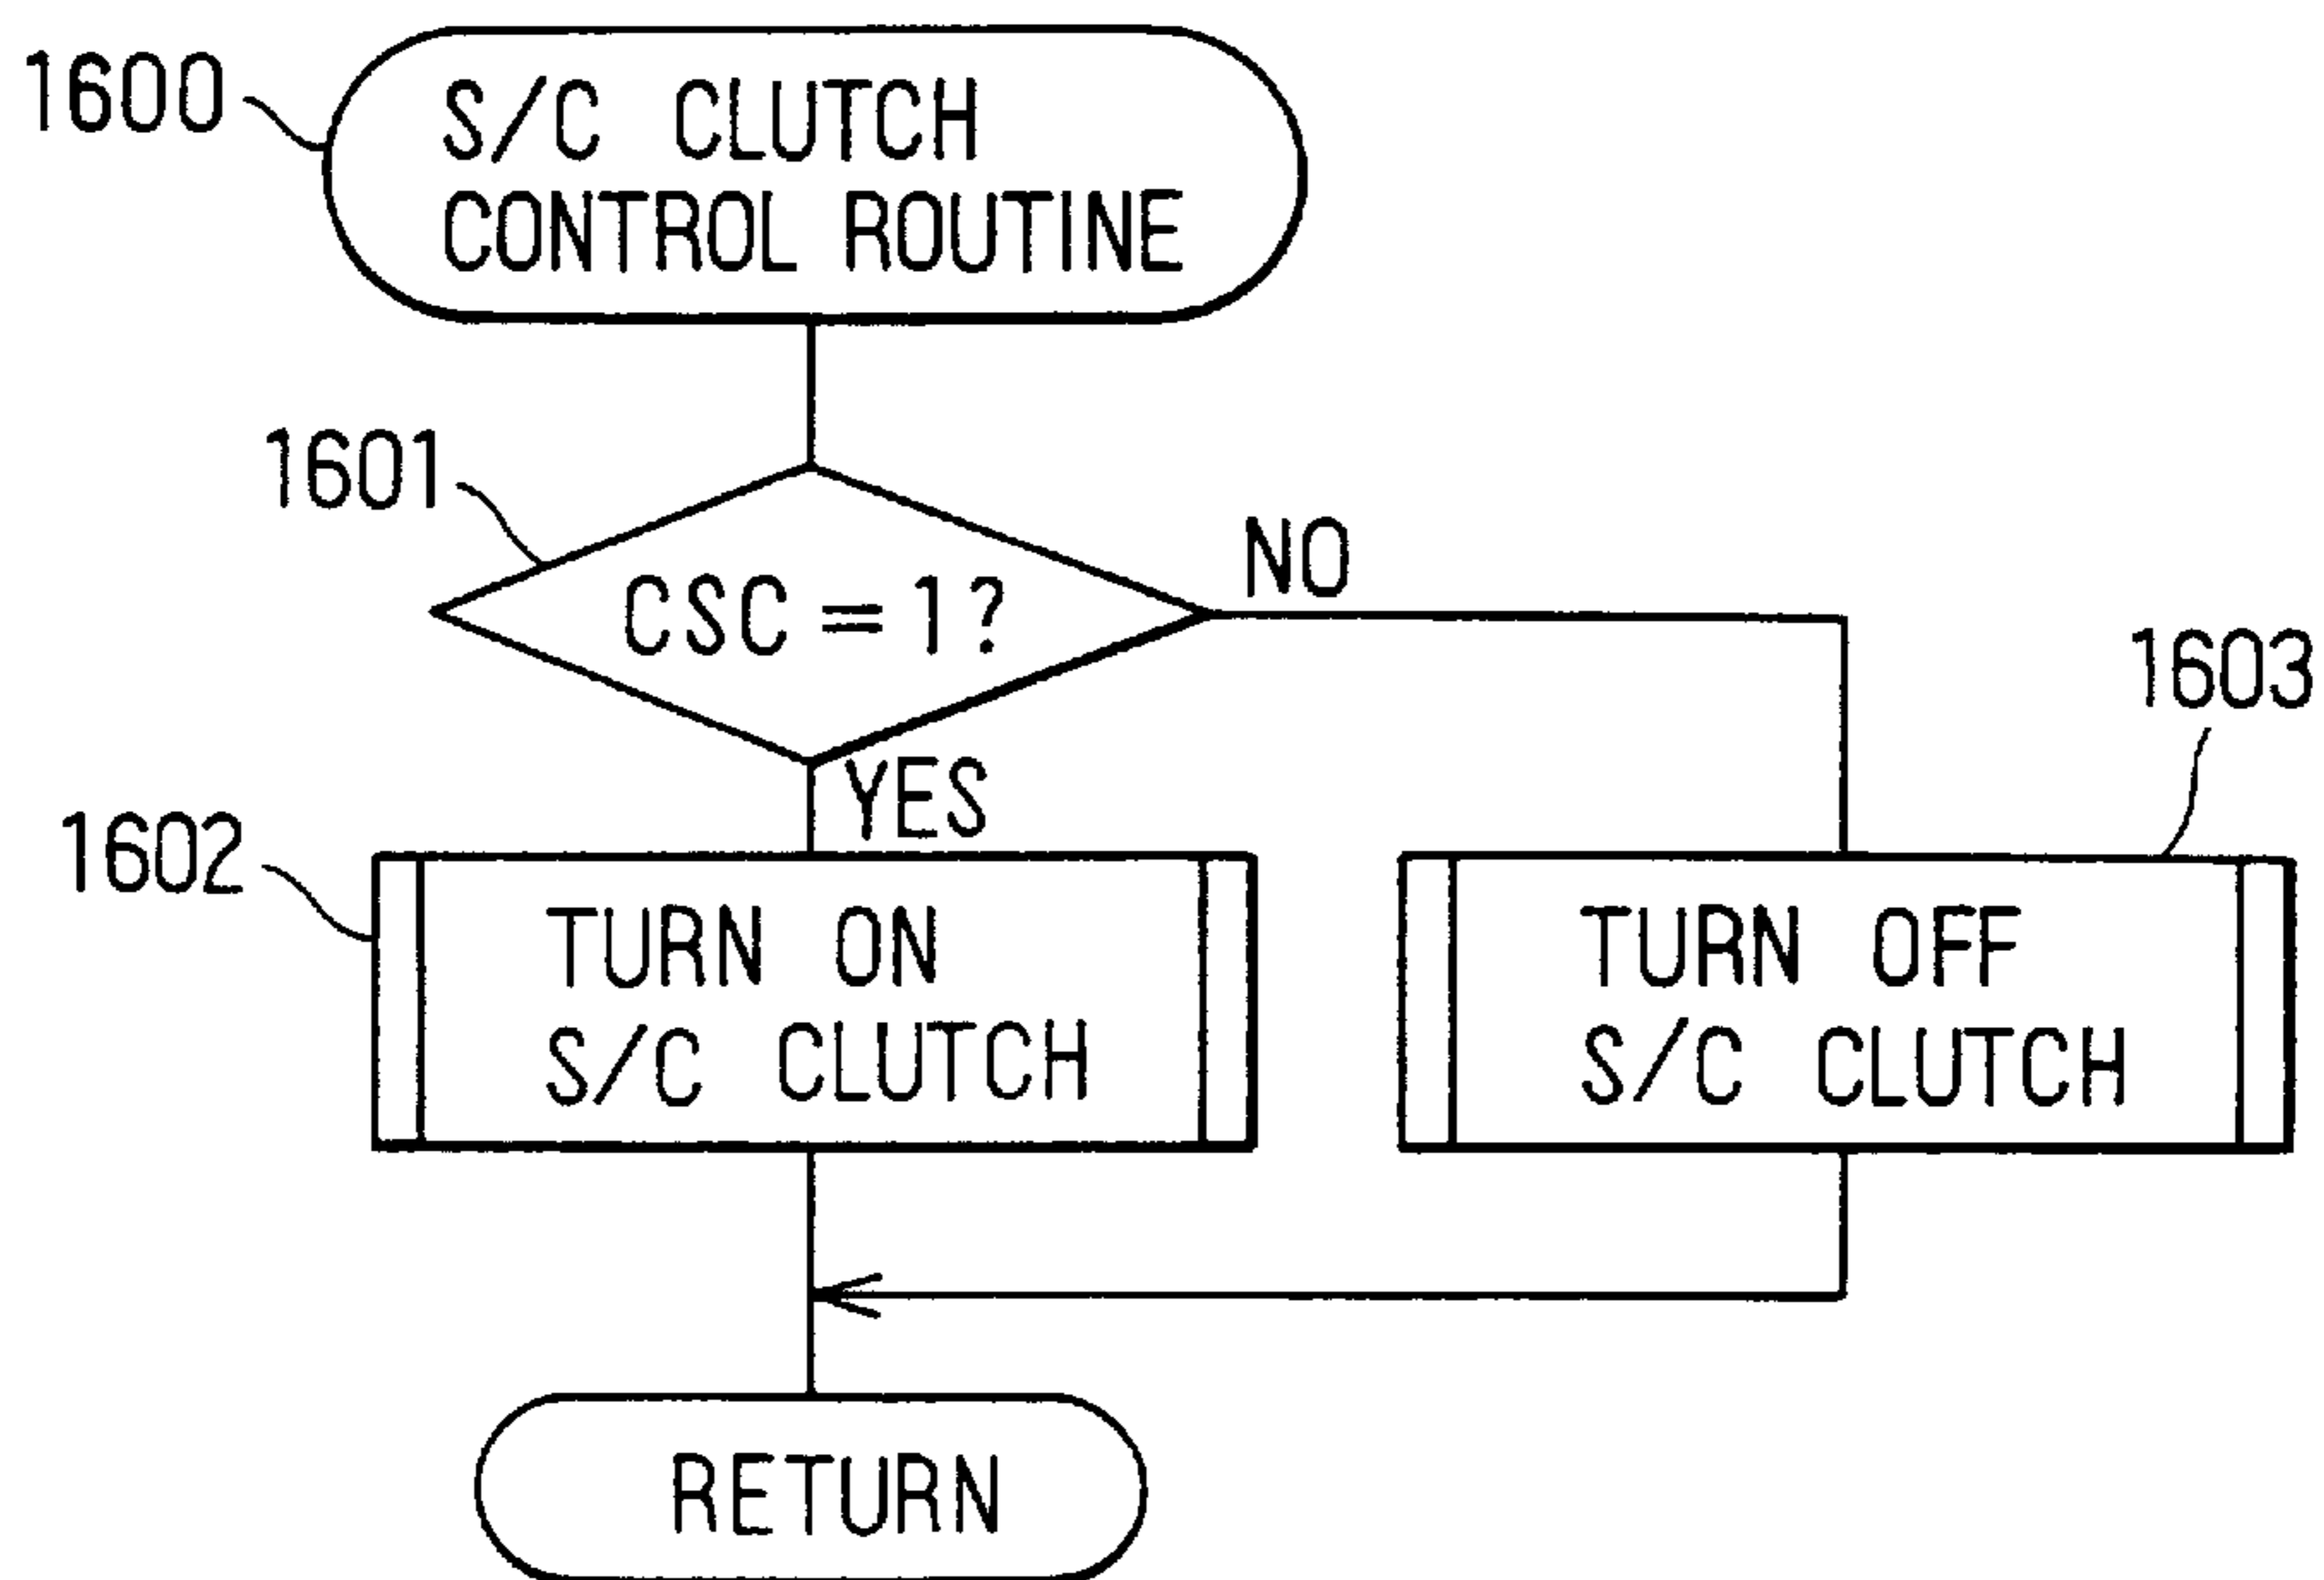 1600
S/C CLUTCH
CONTROL ROUTINE
1601
CSC = 1?
NO
YES
1602
TURN ON
S/C CLUTCH
1603
TURN OFF
S/C CLUTCH
RETURN